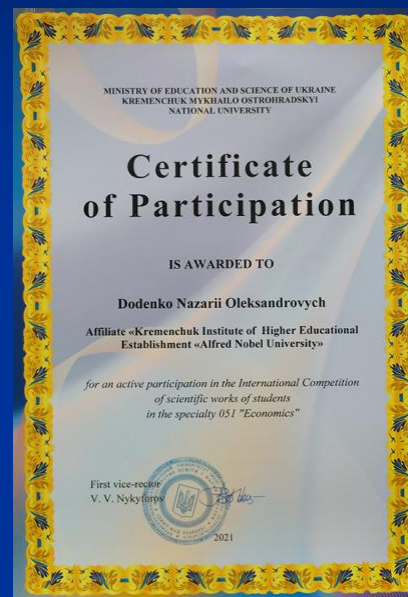 MINISTRY OF EDUCATION AND SCIENCE OF UKRAINE
KREMENCHUK MYKHAILO OSTROHRADSKYI
NATIONAL UNIVERSITY
Certificate
of Participation
IS AWARDED TO
Dodenko Nazarii Oleksandrovych
Affiliate «Kremenchuk Institute of Higher Educational
Establishment «Alfred Nobel University»
for an active participation in the International Competition
of scientific works of students
in the specialty 051 "Economics"
First vice-rector
V. V. Nykyforov
2021